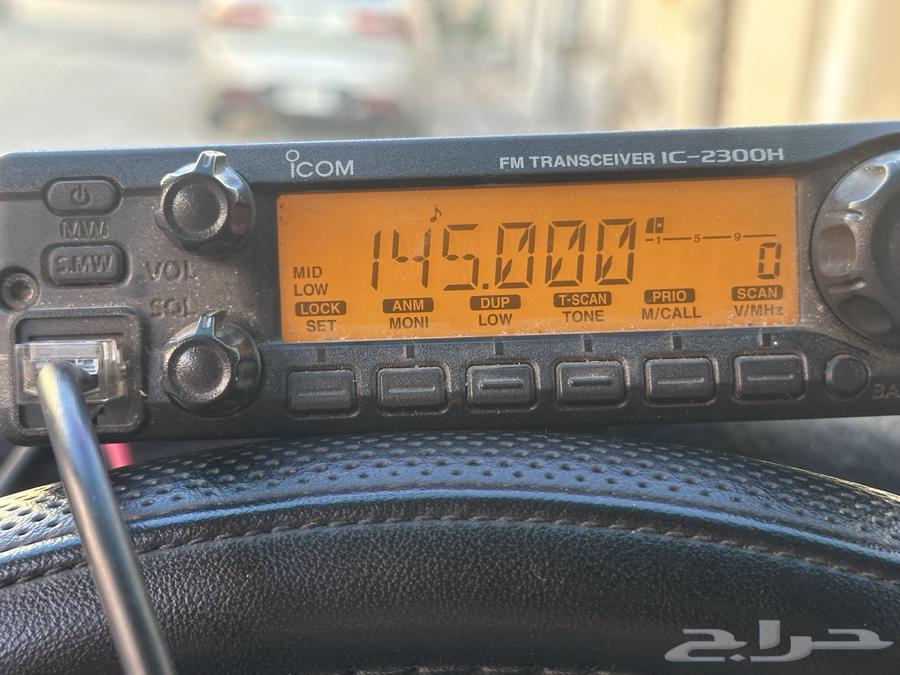 ICOM
FM TRANSCEIVER IC-2300H
MW
S.MW
VOL
SQL
145.000
1 5 9
0
MID
LOW
LOCK ANM DUP T-SCAN PRIO SCAN
SET MONI LOW TONE M/CALL V/MHz
حراج